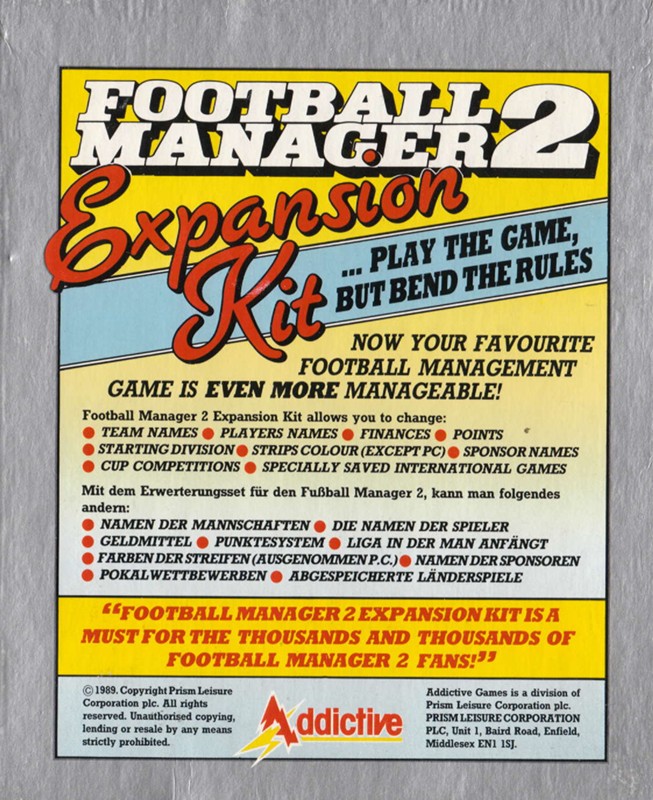 FOOTBALL
MANAGER 2
Expansion
Kit
... PLAY THE GAME,
BUT BEND THE RULES
NOW YOUR FAVOURITE
FOOTBALL MANAGEMENT
GAME IS EVEN MORE MANAGEABLE!
Football Manager 2 Expansion Kit allows you to change:
● TEAM NAMES ● PLAYERS NAMES ● FINANCES ● POINTS
● STARTING DIVISION ● STRIPS COLOUR (EXCEPT PC) ● SPONSOR NAMES
● CUP COMPETITIONS ● SPECIALLY SAVED INTERNATIONAL GAMES
Mit dem Erwerterungsset für den Fußball Manager 2, kann man folgendes
andern:
● NAMEN DER MANNSCHAFTEN ● DIE NAMEN DER SPIELER
● GELDMITTEL ● PUNKTESYSTEM ● LIGA IN DER MAN ANFÄNGT
● FARBEN DER STREIFEN (AUSGENOMMEN P.C.) ● NAMEN DER SPONSOREN
● POKALWETTBEWERBEN ● ABGESPEICHERTE LÄNDERSPIELE
“FOOTBALL MANAGER 2 EXPANSION KIT IS A
MUST FOR THE THOUSANDS AND THOUSANDS OF
FOOTBALL MANAGER 2 FANS!”
© 1989. Copyright Prism Leisure
Corporation plc. All rights
reserved. Unauthorised copying,
lending or resale by any means
strictly prohibited.
Addictive
Addictive Games is a division of
Prism Leisure Corporation plc.
PRISM LEISURE CORPORATION
PLC, Unit 1, Baird Road, Enfield,
Middlesex EN1 1SJ.